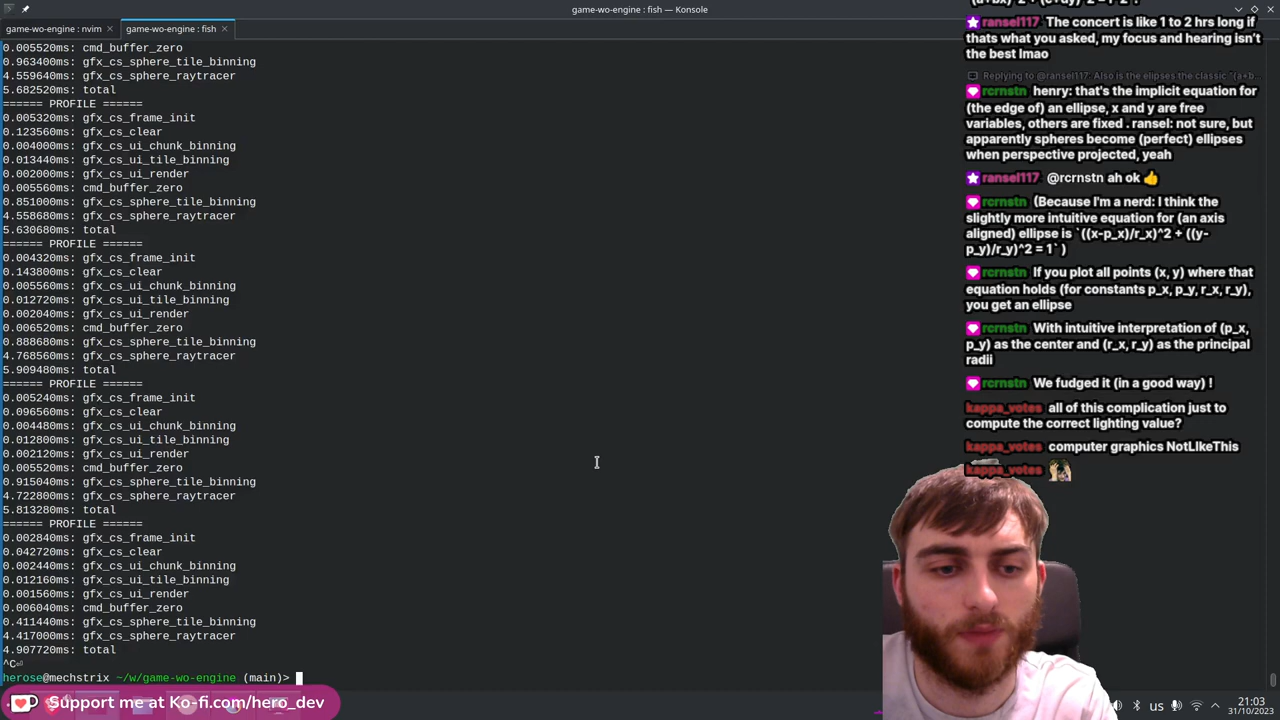 game-wo-engine : fish — Konsole
game-wo-engine : nvim
game-wo-engine : fish
0.005520ms: cmd_buffer_zero
0.963400ms: gfx_cs_sphere_tile_binning
4.559640ms: gfx_cs_sphere_raytracer
5.682520ms: total
====== PROFILE ======
0.005320ms: gfx_cs_frame_init
0.123560ms: gfx_cs_clear
0.004000ms: gfx_cs_ui_chunk_binning
0.013440ms: gfx_cs_ui_tile_binning
0.002000ms: gfx_cs_ui_render
0.005560ms: cmd_buffer_zero
0.851000ms: gfx_cs_sphere_tile_binning
4.558680ms: gfx_cs_sphere_raytracer
5.630680ms: total
====== PROFILE ======
0.004320ms: gfx_cs_frame_init
0.143800ms: gfx_cs_clear
0.005560ms: gfx_cs_ui_chunk_binning
0.012720ms: gfx_cs_ui_tile_binning
0.002040ms: gfx_cs_ui_render
0.006520ms: cmd_buffer_zero
0.888680ms: gfx_cs_sphere_tile_binning
4.768560ms: gfx_cs_sphere_raytracer
5.909480ms: total
====== PROFILE ======
0.005240ms: gfx_cs_frame_init
0.096560ms: gfx_cs_clear
0.004480ms: gfx_cs_ui_chunk_binning
0.012800ms: gfx_cs_ui_tile_binning
0.002120ms: gfx_cs_ui_render
0.005520ms: cmd_buffer_zero
0.915040ms: gfx_cs_sphere_tile_binning
4.722800ms: gfx_cs_sphere_raytracer
5.813280ms: total
====== PROFILE ======
0.002840ms: gfx_cs_frame_init
0.042720ms: gfx_cs_clear
0.002440ms: gfx_cs_ui_chunk_binning
0.012160ms: gfx_cs_ui_tile_binning
0.001560ms: gfx_cs_ui_render
0.006040ms: cmd_buffer_zero
0.411440ms: gfx_cs_sphere_tile_binning
4.417000ms: gfx_cs_sphere_raytracer
4.907720ms: total
^C⏎
herose@mechstrix ~/w/game-wo-engine (main)>
Support me at Ko-fi.com/hero_dev
ransel117 The concert is like 1 to 2 hrs long if
thats what you asked, my focus and hearing isn't
the best lmao
Replying to @ransel117: Also is the elipses the classic "(a+b...
rcrnstn henry: that's the implicit equation for
(the edge of) an ellipse, x and y are free
variables, others are fixed . ransel: not sure, but
apparently spheres become (perfect) ellipses
when perspective projected, yeah
ransel117 @rcrnstn ah ok 👍
rcrnstn (Because I'm a nerd: I think the
slightly more intuitive equation for (an axis
aligned) ellipse is `((x-p_x)/r_x)^2 + ((y-
p_y)/r_y)^2 = 1` )
rcrnstn If you plot all points (x, y) where that
equation holds (for constants p_x, p_y, r_x, r_y),
you get an ellipse
rcrnstn With intuitive interpretation of (p_x,
p_y) as the center and (r_x, r_y) as the principal
radii
rcrnstn We fudged it (in a good way) !
kappa_votes all of this complication just to
compute the correct lighting value?
kappa_votes computer graphics NotLIkeThis
kappa_votes
us
21:03
31/10/2023